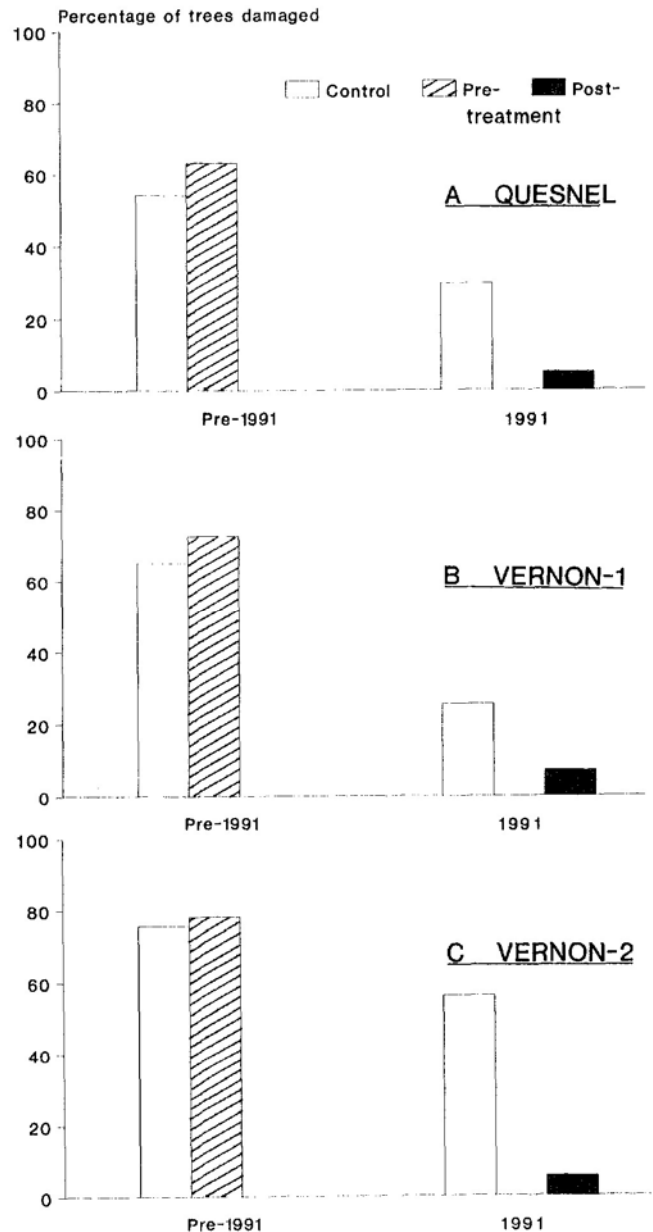 Percentage of trees damaged
100
Control Pre- Post-
treatment
80
60
A QUESNEL
40
20
0
Pre-1991 1991
100
80
60
B VERNON-1
40
20
0
Pre-1991 1991
100
80
C VERNON-2
60
40
20
0
Pre-1991 1991